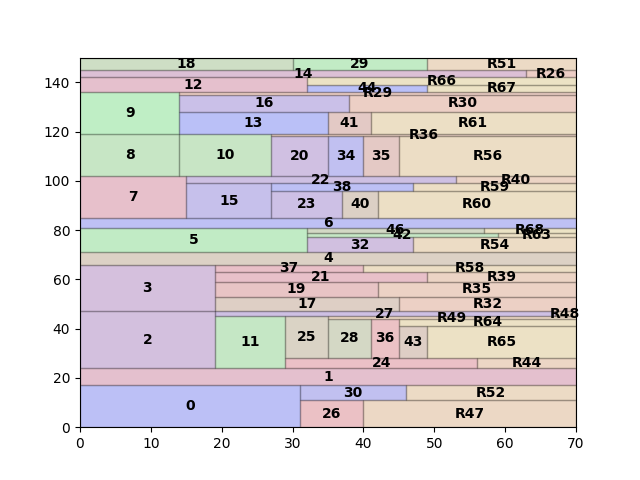 18 29 R51
14 R26
R66
12 44 R67
R29
16 R30
9
13 41 R61
R36
8 10 20 34 35 R56
22 R40
38 R59
7 15 23 40 R60
6
46 R68
42 R63
5 32 R54
4
37 R58
21 R39
3 19 R35
17 R32
27 R48
R49 R64
2 11 25 28 36 43 R65
24 R44
1
30 R52
0 26 R47
0 20 40 60 80 100 120 140
0 10 20 30 40 50 60 70